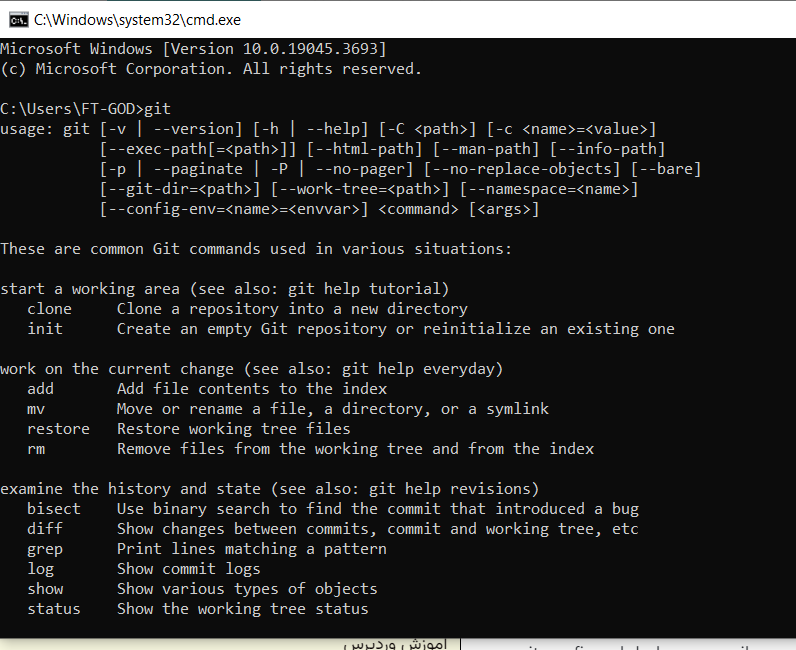 C:\Windows\system32\cmd.exe
Microsoft Windows [Version 10.0.19045.3693]
(c) Microsoft Corporation. All rights reserved.
C:\Users\FT-GOD>git
usage: git [-v | --version] [-h | --help] [-C <path>] [-c <name>=<value>]
[--exec-path[=<path>]] [--html-path] [--man-path] [--info-path]
[-p | --paginate | -P | --no-pager] [--no-replace-objects] [--bare]
[--git-dir=<path>] [--work-tree=<path>] [--namespace=<name>]
[--config-env=<name>=<envvar>] <command> [<args>]
These are common Git commands used in various situations:
start a working area (see also: git help tutorial)
clone Clone a repository into a new directory
init Create an empty Git repository or reinitialize an existing one
work on the current change (see also: git help everyday)
add Add file contents to the index
mv Move or rename a file, a directory, or a symlink
restore Restore working tree files
rm Remove files from the working tree and from the index
examine the history and state (see also: git help revisions)
bisect Use binary search to find the commit that introduced a bug
diff Show changes between commits, commit and working tree, etc
grep Print lines matching a pattern
log Show commit logs
show Show various types of objects
status Show the working tree status
آموزش وردپرس